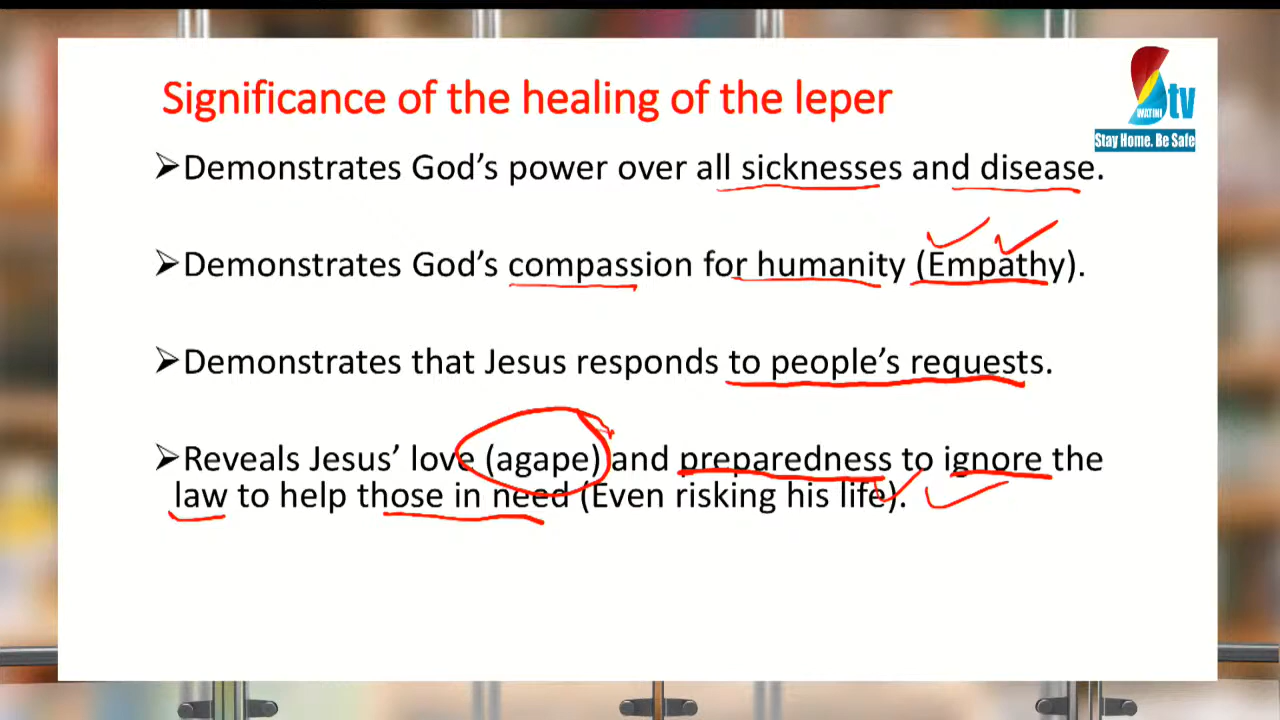 Significance of the healing of the leper
tv
WATINI
Stay Home. Be Safe
➢Demonstrates God's power over all sicknesses and disease.
➢Demonstrates God's compassion for humanity (Empathy).
➢Demonstrates that Jesus responds to people's requests.
➢Reveals Jesus' love (agape) and preparedness to ignore the
law to help those in need (Even risking his life).